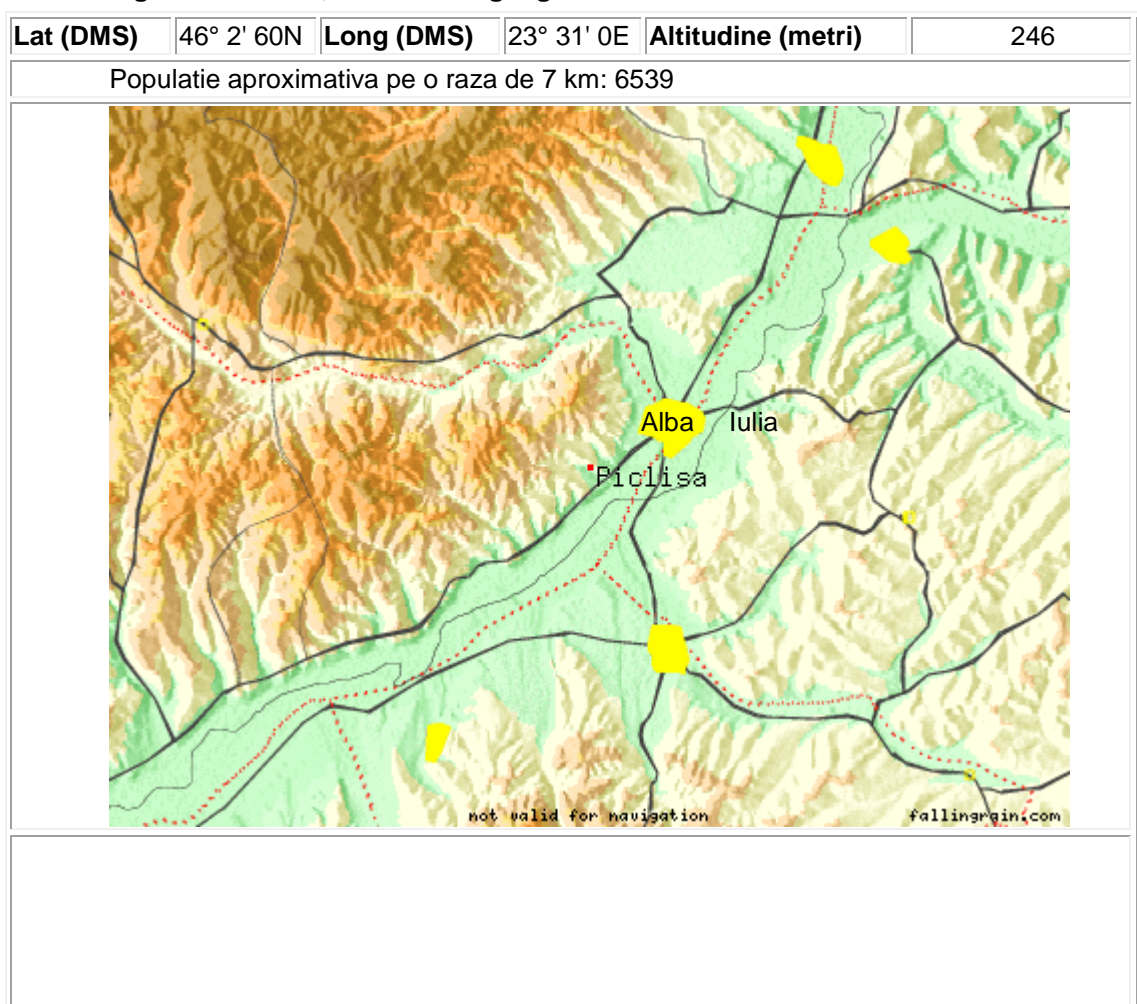 Lat (DMS) 46° 2' 60N Long (DMS) 23° 31' 0E Altitudine (metri) 246
Populatie aproximativa pe o raza de 7 km: 6539
Alba Iulia
Piclisa
not valid for navigation fallingrain.com